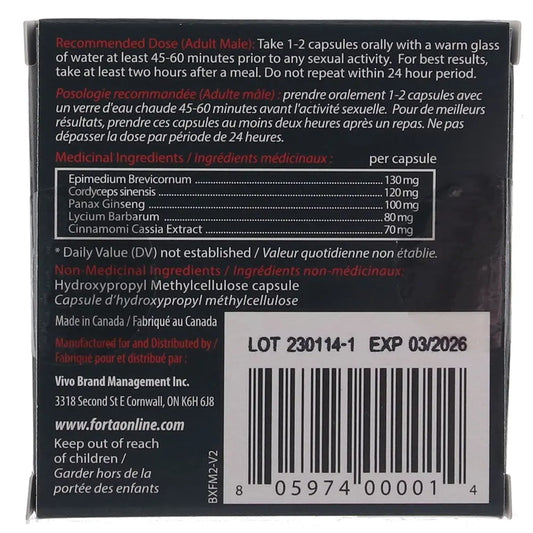 Recommended Dose (Adult Male): Take 1-2 capsules orally with a warm glass
of water at least 45-60 minutes prior to any sexual activity. For best results,
take at least two hours after a meal. Do not repeat within 24 hour period.
Posologie recommandée (Adulte mâle) : prendre oralement 1-2 capsules avec
un verre d'eau chaude 45-60 minutes avant l'activité sexuelle. Pour de meilleurs
résultats, prendre ces capsules au moins deux heures après un repas. Ne pas
dépasser la dose par période de 24 heures.
Medicinal Ingredients / Ingrédients médicinaux : per capsule
Epimedium Brevicornum 130 mg
Cordyceps sinensis 120 mg
Panax Ginseng 100 mg
Lycium Barbarum 80 mg
Cinnamomi Cassia Extract 70 mg
* Daily Value (DV) not established / Valeur quotidienne non établie.
Non-Medicinal Ingredients / Ingrédients non-médicinaux:
Hydroxypropyl Methylcellulose capsule
Capsule d'hydroxypropyl méthylcellulose
Made in Canada / Fabriqué au Canada
Manufactured for and Distributed by /
Fabriqué pour et distribué par :
Vivo Brand Management Inc.
3318 Second St E Cornwall, ON K6H 6J8
www.fortaonline.com
Keep out of reach
of children /
Garder hors de la
portée des enfants
BXFM2-V2
LOT 230114-1 EXP 03/2026
8 05974 00001 4